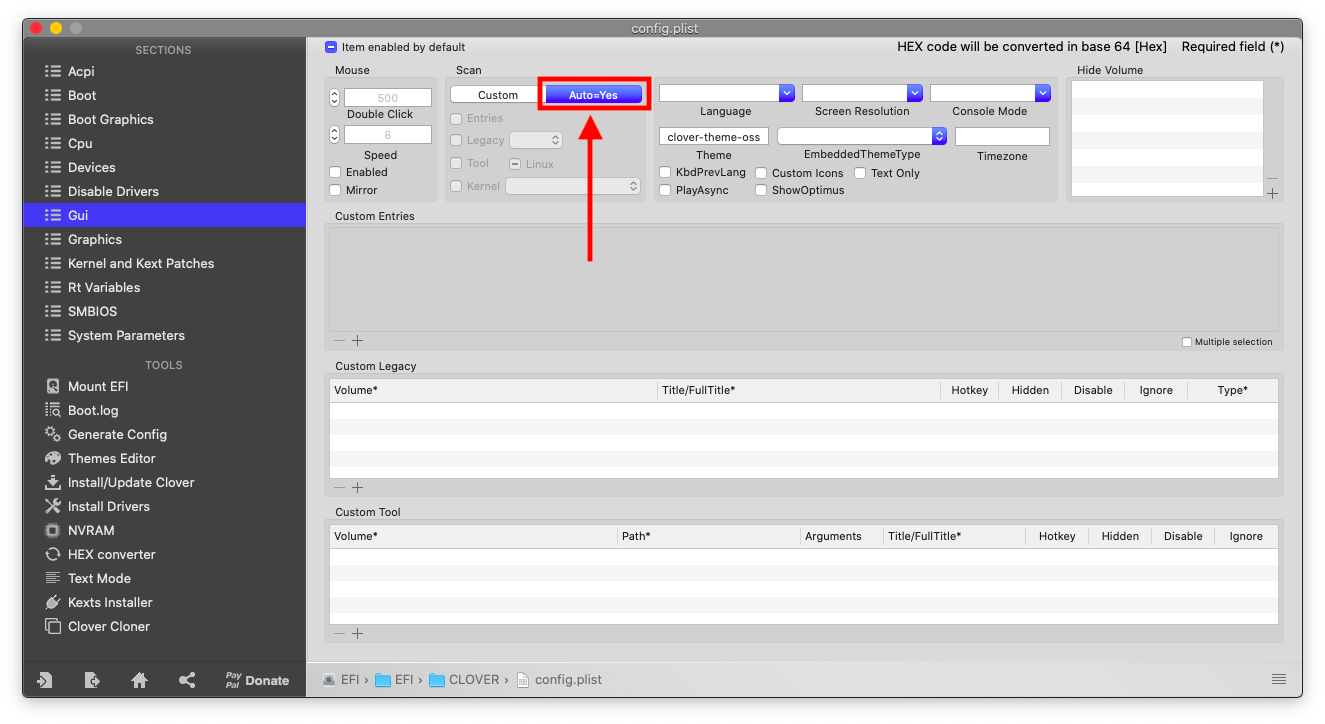 config.plist
SECTIONS
Acpi
Boot
Boot Graphics
Cpu
Devices
Disable Drivers
Gui
Graphics
Kernel and Kext Patches
Rt Variables
SMBIOS
System Parameters
TOOLS
Mount EFI
Boot.log
Generate Config
Themes Editor
Install/Update Clover
Install Drivers
NVRAM
HEX converter
Text Mode
Kexts Installer
Clover Cloner
Pay Pal Donate
Item enabled by default
HEX code will be converted in base 64 [Hex] Required field (*)
Mouse
500
Double Click
8
Speed
Enabled
Mirror
Scan
Custom Auto=Yes
Entries
Legacy
Tool Linux
Kernel
Language Screen Resolution Console Mode
clover-theme-oss
Theme EmbeddedThemeType Timezone
KbdPrevLang Custom Icons Text Only
PlayAsync ShowOptimus
Hide Volume
Custom Entries
Multiple selection
Custom Legacy
Volume* Title/FullTitle* Hotkey Hidden Disable Ignore Type*
Custom Tool
Volume* Path* Arguments Title/FullTitle* Hotkey Hidden Disable Ignore
EFI › EFI › CLOVER › config.plist